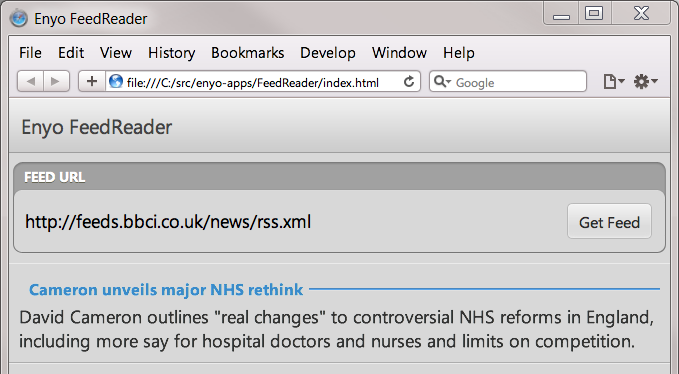 Enyo FeedReader
File Edit View History Bookmarks Develop Window Help
file:///C:/src/enyo-apps/FeedReader/index.html Google
Enyo FeedReader
FEED URL
http://feeds.bbci.co.uk/news/rss.xml Get Feed
Cameron unveils major NHS rethink
David Cameron outlines "real changes" to controversial NHS reforms in England,
including more say for hospital doctors and nurses and limits on competition.